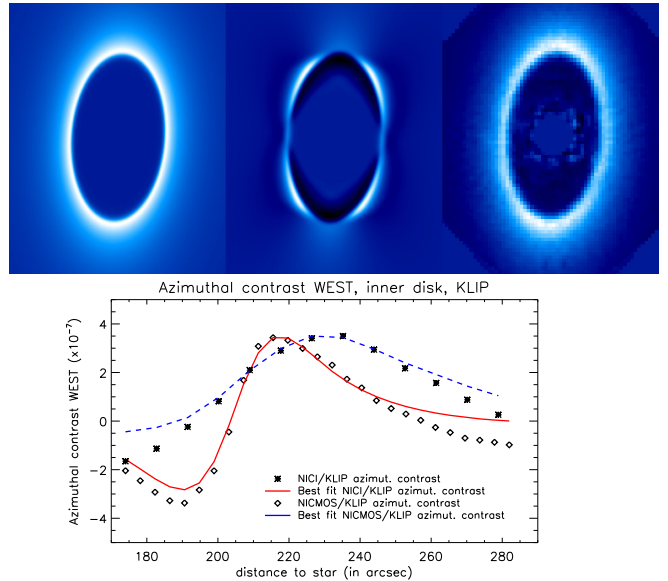 Azimuthal contrast WEST, inner disk, KLIP
Azimuthal contrast WEST (x10⁻⁷)
4
2
0
-2
-4
NICI/KLIP azimut. contrast
Best fit NICI/KLIP azimut. contrast
NICMOS/KLIP azimut. contrast
Best fit NICMOS/KLIP azimut. contrast
180 200 220 240 260 280
distance to star (in arcsec)